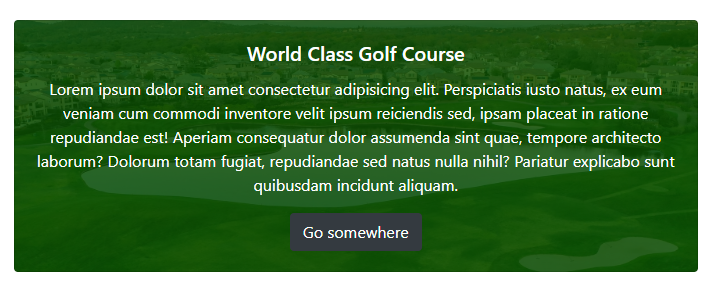 World Class Golf Course
Lorem ipsum dolor sit amet consectetur adipisicing elit. Perspiciatis iusto natus, ex eum
veniam cum commodi inventore velit ipsum reiciendis sed, ipsam placeat in ratione
repudiandae est! Aperiam consequatur dolor assumenda sint quae, tempore architecto
laborum? Dolorum totam fugiat, repudiandae sed natus nulla nihil? Pariatur explicabo sunt
quibusdam incidunt aliquam.
Go somewhere